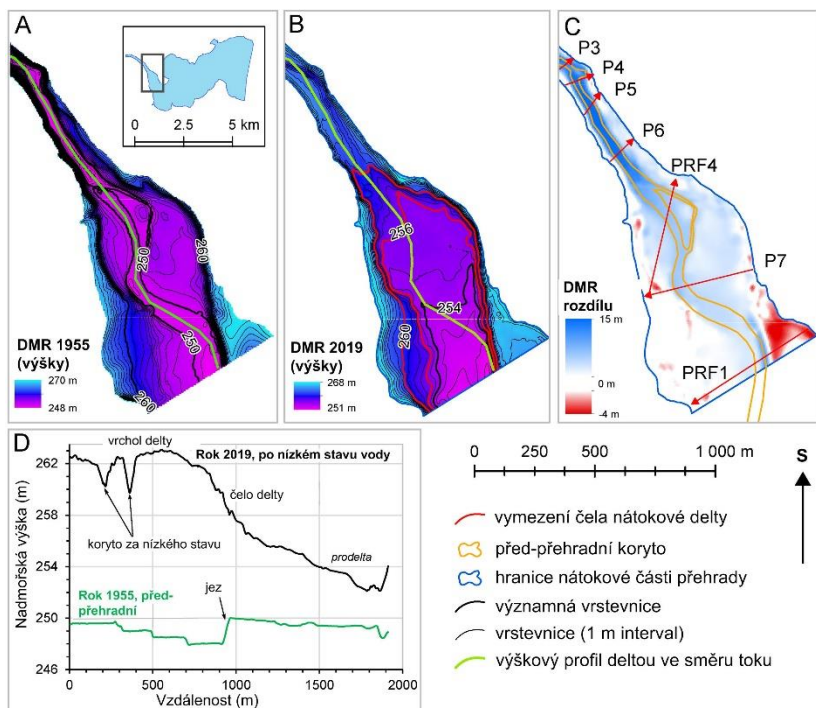 A
0 2.5 5 km
250
260
250
260
DMR 1955
(výšky)
270 m
248 m
B
256
254
260
DMR 2019
(výšky)
268 m
251 m
C
P3
P4
P5
P6
PRF4
P7
DMR
rozdílu
15 m
0 m
-4 m
PRF1
D
vrchol delty
Rok 2019, po nízkém stavu vody
čelo delty
koryto za nízkého stavu
prodelta
Rok 1955, před-
přehradní
jez
Nadmořská výška (m)
262
258
254
250
246
0 500 1000 1500 2000
Vzdálenost (m)
0 250 500 1000 m
S
vymezení čela nátokové delty
před-přehradní koryto
hranice nátokové části přehrady
významná vrstevnice
vrstevnice (1 m interval)
výškový profil deltou ve směru toku